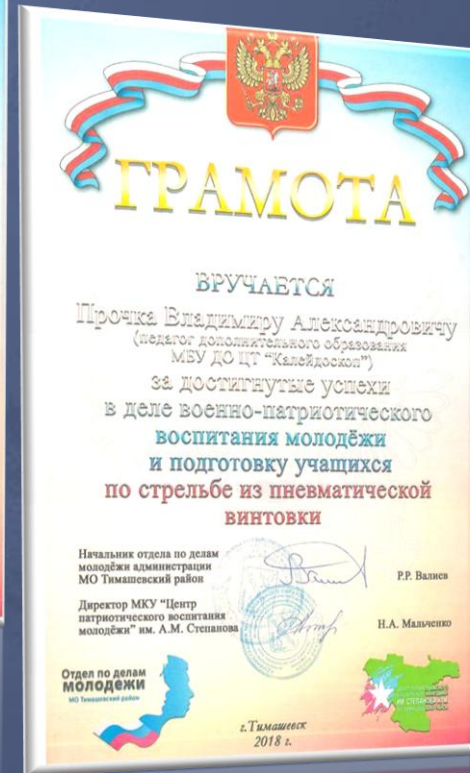 ГРАМОТА
ВРУЧАЕТСЯ
Прочка Владимиру Александровичу
(педагог дополнительного образования
МБУ ДО ЦТ "Калейдоскоп")
за достигнутые успехи
в деле военно-патриотического
воспитания молодёжи
и подготовку учащихся
по стрельбе из пневматической
винтовки
Начальник отдела по делам
молодёжи администрации
МО Тимашевский район
Р.Р. Валиев
Директор МКУ "Центр
патриотического воспитания
молодёжи" им. А.М. Степанова
Н.А. Мальченко
Отдел по делам
МОЛОДЕЖИ
МО Тимашевский район
г.Тимашевск
2018 г.